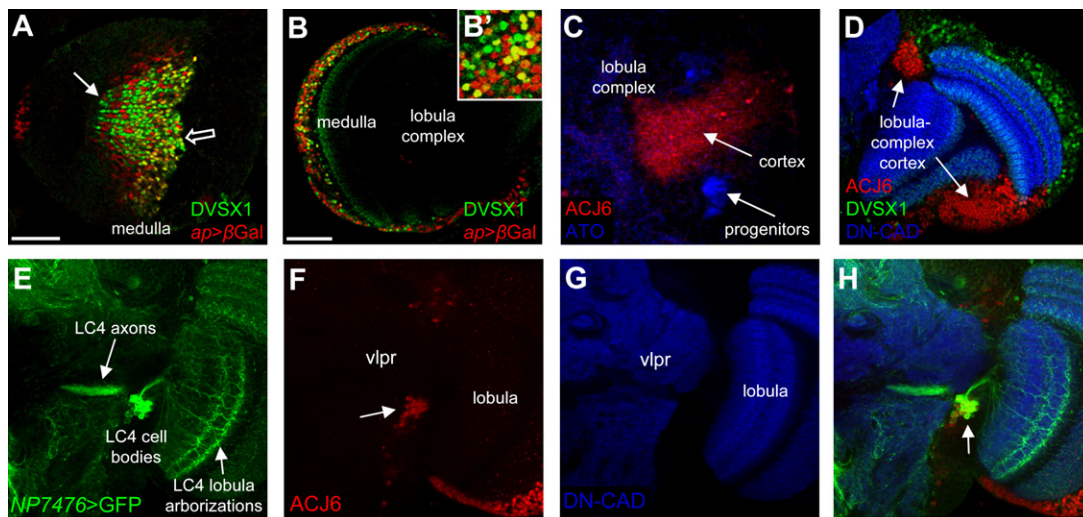 A
DVSX1
ap>βGal
medulla
B
B'
medulla
lobula
complex
DVSX1
ap>βGal
C
lobula
complex
cortex
ACJ6
ATO
progenitors
D
lobula-
complex
cortex
ACJ6
DVSX1
DN-CAD
E
LC4 axons
LC4 cell
bodies
LC4 lobula
arborizations
NP7476>GFP
F
vlpr
lobula
ACJ6
G
vlpr
lobula
DN-CAD
H